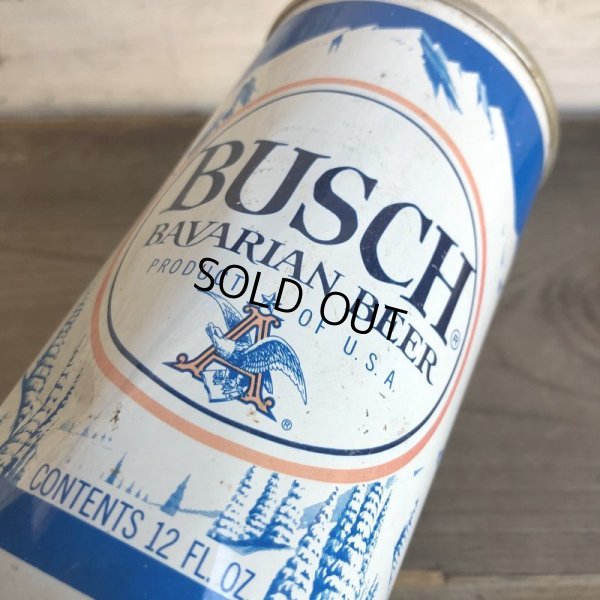 BUSCH®
BAVARIAN BEER
PRODUCT OF U.S.A.
SOLD OUT
A
®
CONTENTS 12 FL. OZ